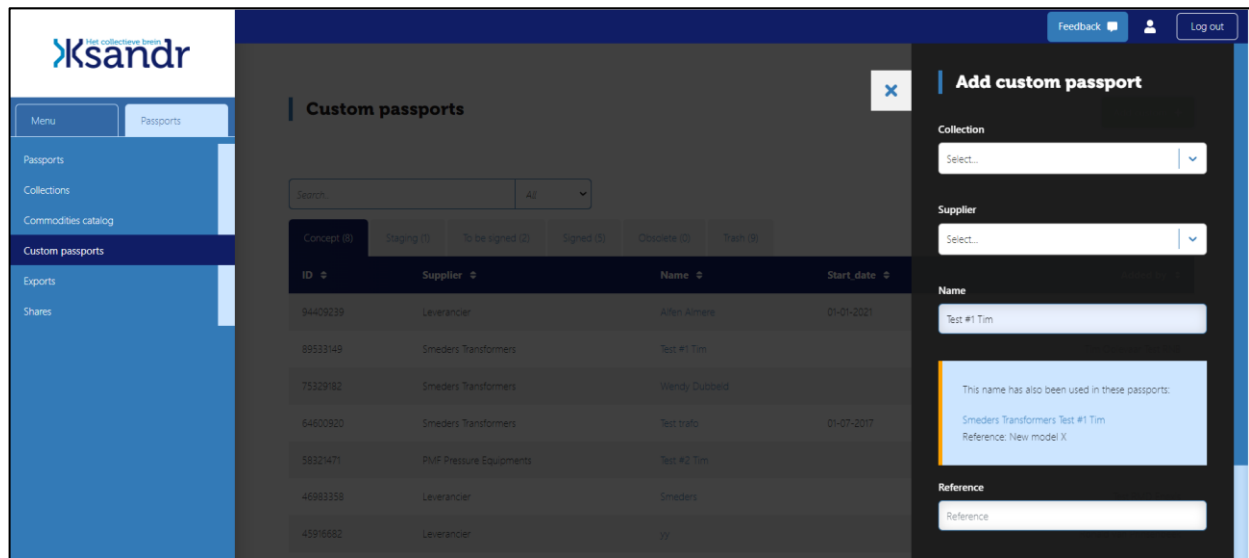 Het collectieve brein
Ksandr
Feedback
Log out
Menu
Passports
Passports
Collections
Commodities catalog
Custom passports
Exports
Shares
Custom passports
Search.
All
Concept (8)
Staging (1)
To be signed (2)
Signed (5)
Obsolete (0)
Trash (9)
ID Supplier Name Start_date
94409239 Leverancier Alfen Almere 01-01-2021
89533149 Smeders Transformers Test #1 Tim
75329182 Smeders Transformers Wendy Dubbeld
64600920 Smeders Transformers Test trafo 01-07-2017
58321471 PMF Pressure Equipments Test #2 Tim
46983358 Leverancier Smeders
45916682 Leverancier yy
Add custom passport
Collection
Select...
Supplier
Select...
Name
Test #1 Tim
This name has also been used in these passports:
Smeders Transformers Test #1 Tim
Reference: New model X
Reference
Reference